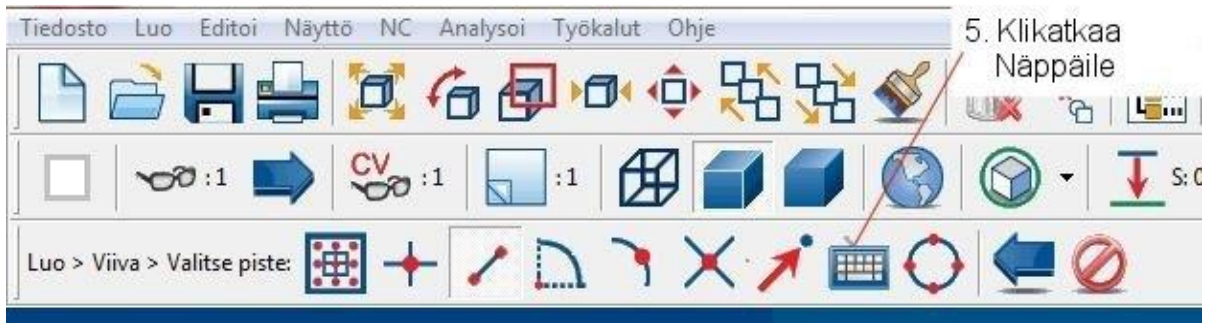 Tiedosto Luo Editoi Näyttö NC Analysoi Työkalut Ohje
5. Klikatkaa
Näppäile
:1 CV :1 :1 S: 0
Luo > Viiva > Valitse piste: